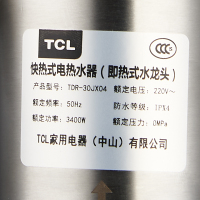 TCL CCC
快热式电热水器（即热式水龙头）
型号：TDR-30JX04 额定电压：220V～
额定频率：50Hz 防水等级：IPX4
额定功率：3400W 额定压力：0MPa
TCL家用电器（中山）有限公司